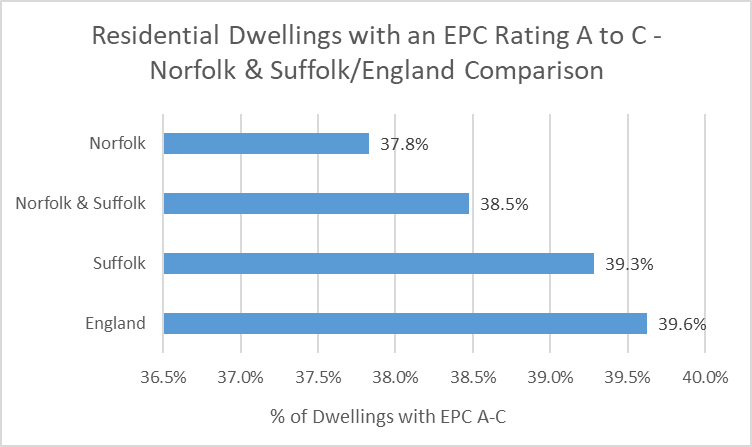 Residential Dwellings with an EPC Rating A to C -
Norfolk & Suffolk/England Comparison
Norfolk
37.8%
Norfolk & Suffolk
38.5%
Suffolk
39.3%
England
39.6%
36.5% 37.0% 37.5% 38.0% 38.5% 39.0% 39.5% 40.0%
% of Dwellings with EPC A-C